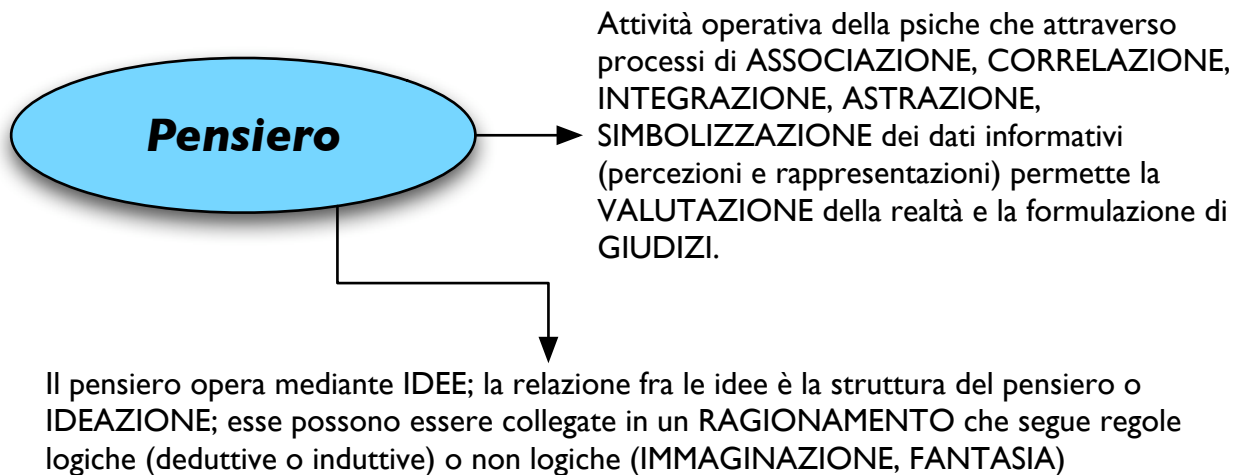 Attività operativa della psiche che attraverso
processi di ASSOCIAZIONE, CORRELAZIONE,
INTEGRAZIONE, ASTRAZIONE,
SIMBOLIZZAZIONE dei dati informativi
(percezioni e rappresentazioni) permette la
VALUTAZIONE della realtà e la formulazione di
GIUDIZI.
Pensiero
Il pensiero opera mediante IDEE; la relazione fra le idee è la struttura del pensiero o
IDEAZIONE; esse possono essere collegate in un RAGIONAMENTO che segue regole
logiche (deduttive o induttive) o non logiche (IMMAGINAZIONE, FANTASIA)